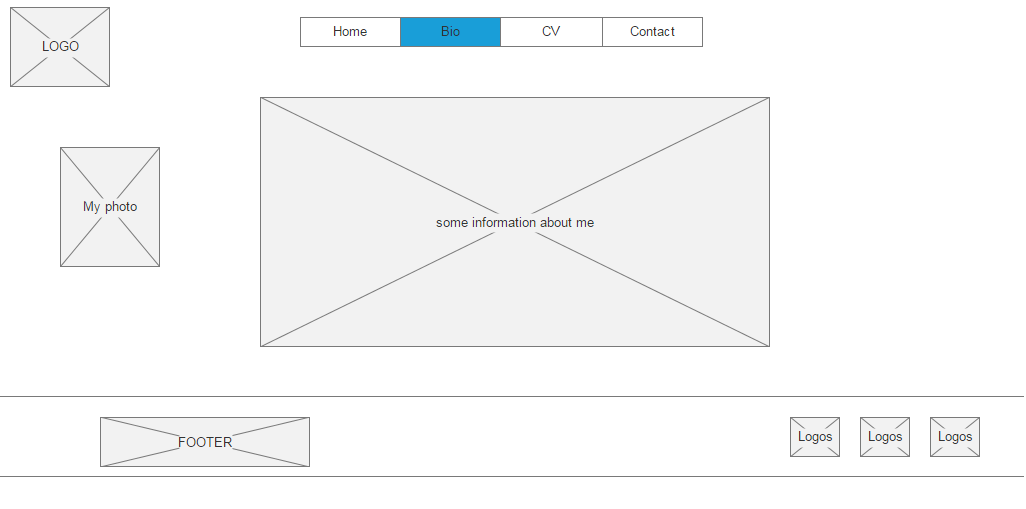 LOGO
Home
Bio
CV
Contact
My photo
some information about me
FOOTER
Logos
Logos
Logos